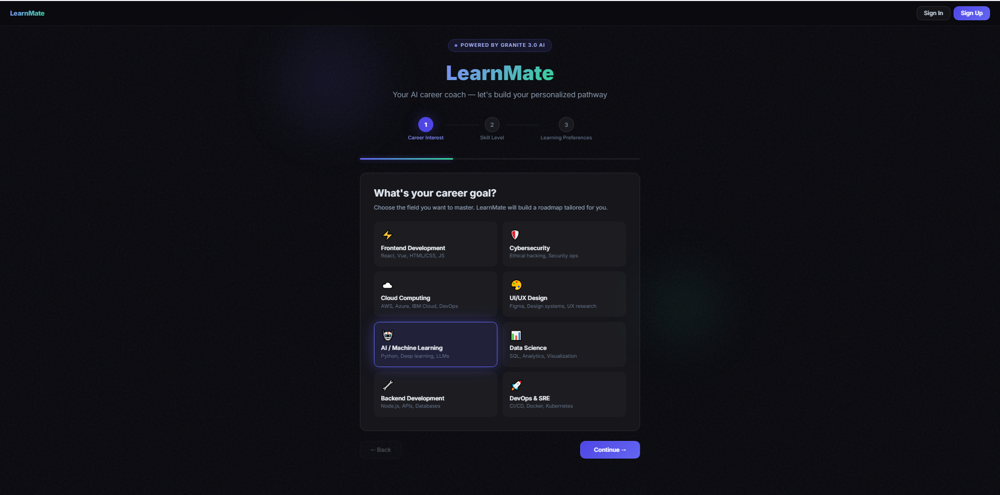 LearnMate
Sign In
Sign Up
POWERED BY GRANITE 3.0 AI
LearnMate
Your AI career coach — let's build your personalized pathway
1
2
3
Career Interest
Skill Level
Learning Preferences
What's your career goal?
Choose the field you want to master. LearnMate will build a roadmap tailored for you.
Frontend Development
React, Vue, HTML/CSS, JS
Cybersecurity
Ethical hacking, Security ops
Cloud Computing
AWS, Azure, IBM Cloud, DevOps
UI/UX Design
Figma, Design systems, UX research
AI / Machine Learning
Python, Deep learning, LLMs
Data Science
SQL, Analytics, Visualization
Backend Development
Node.js, APIs, Databases
DevOps & SRE
CI/CD, Docker, Kubernetes
← Back
Continue →